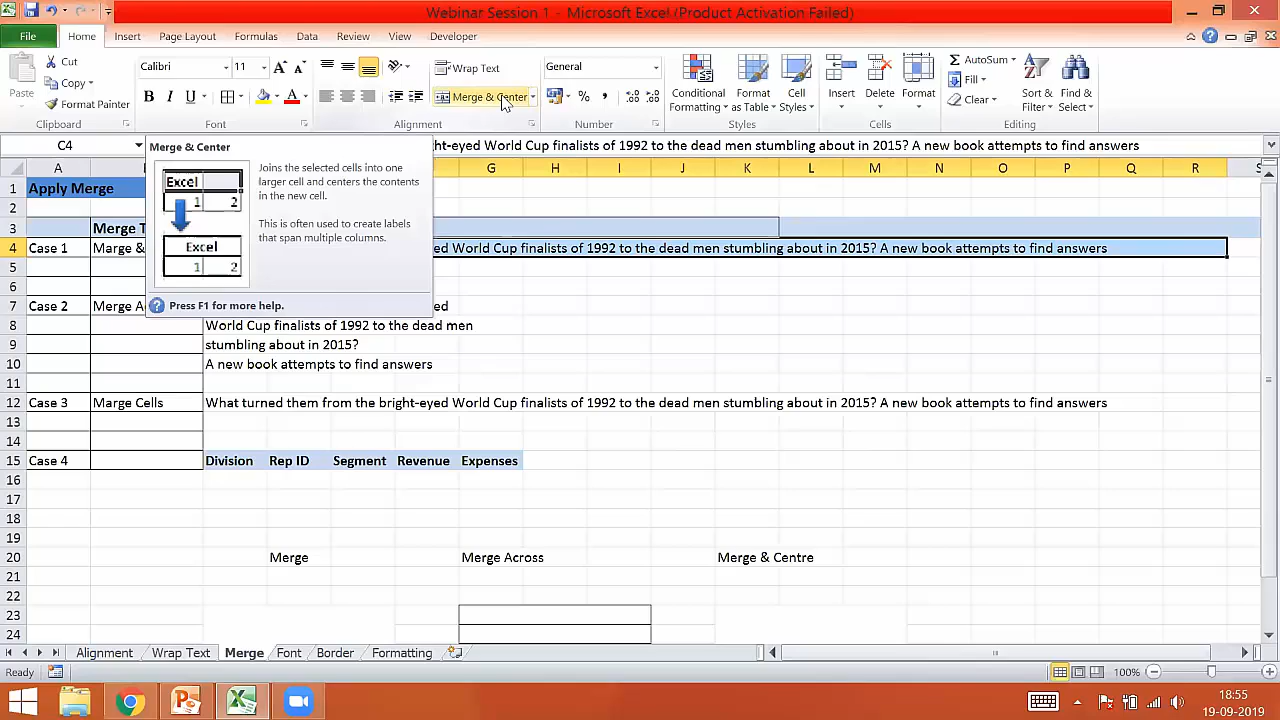 Webinar Session 1 - Microsoft Excel (Product Activation Failed)
File Home Insert Page Layout Formulas Data Review View Developer
Paste Cut Copy Format Painter Clipboard
Calibri 11 B I U Font
Wrap Text Merge & Center Alignment
General % , Number
Conditional Formatting Format as Table Cell Styles Styles
Insert Delete Format Cells
AutoSum Fill Clear Sort & Filter Find & Select Editing
C4 ht-eyed World Cup finalists of 1992 to the dead men stumbling about in 2015? A new book attempts to find answers
Merge & Center
Joins the selected cells into one
larger cell and centers the contents
in the new cell.
This is often used to create labels
that span multiple columns.
Excel
1 2
Excel
1 2
Press F1 for more help.
A G H I J K L M N O P Q R S
1 Apply Merge
2
3 Merge T
4 Case 1 Marge & ed World Cup finalists of 1992 to the dead men stumbling about in 2015? A new book attempts to find answers
5
6
7 Case 2 Merge A ed
8 World Cup finalists of 1992 to the dead men
9 stumbling about in 2015?
10 A new book attempts to find answers
11
12 Case 3 Marge Cells What turned them from the bright-eyed World Cup finalists of 1992 to the dead men stumbling about in 2015? A new book attempts to find answers
13
14
15 Case 4 Division Rep ID Segment Revenue Expenses
16
17
18
19
20 Merge Merge Across Merge & Centre
21
22
23
24
Alignment Wrap Text Merge Font Border Formatting
Ready 100%
18:55
19-09-2019